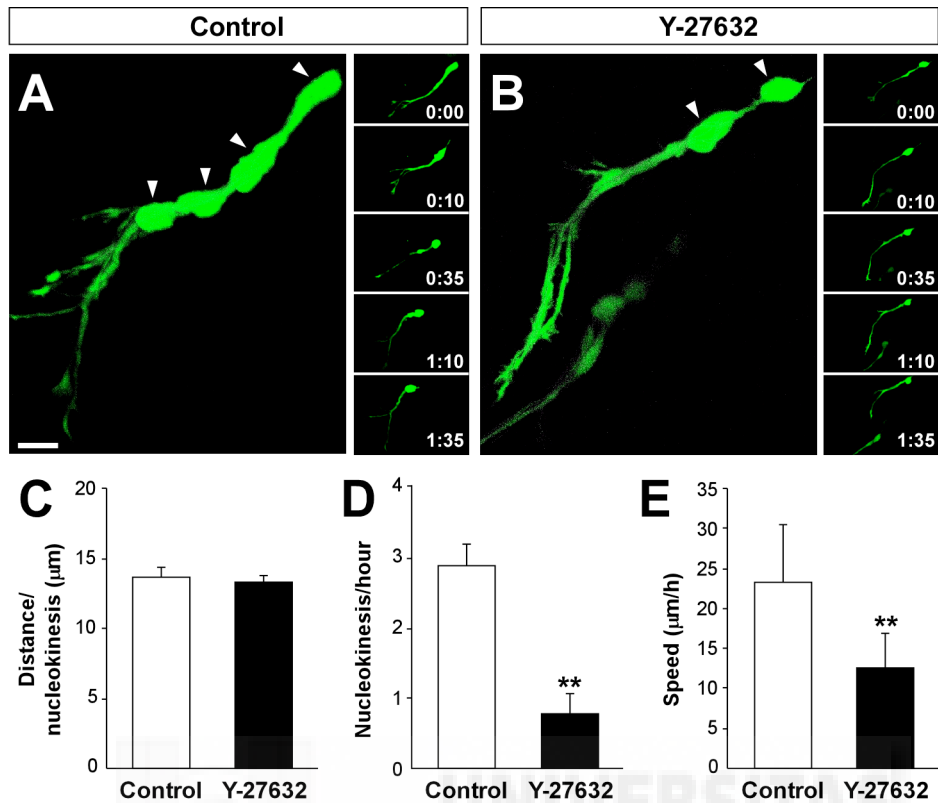 Control
Y-27632
A
0:00
0:10
0:35
1:10
1:35
B
0:00
0:10
0:35
1:10
1:35
C
Distance/
nucleokinesis (μm)
20
15
10
5
0
Control Y-27632
D
Nucleokinesis/hour
4
3
2
1
0
**
Control Y-27632
E
Speed (μm/h)
35
30
25
20
15
10
5
0
**
Control Y-27632